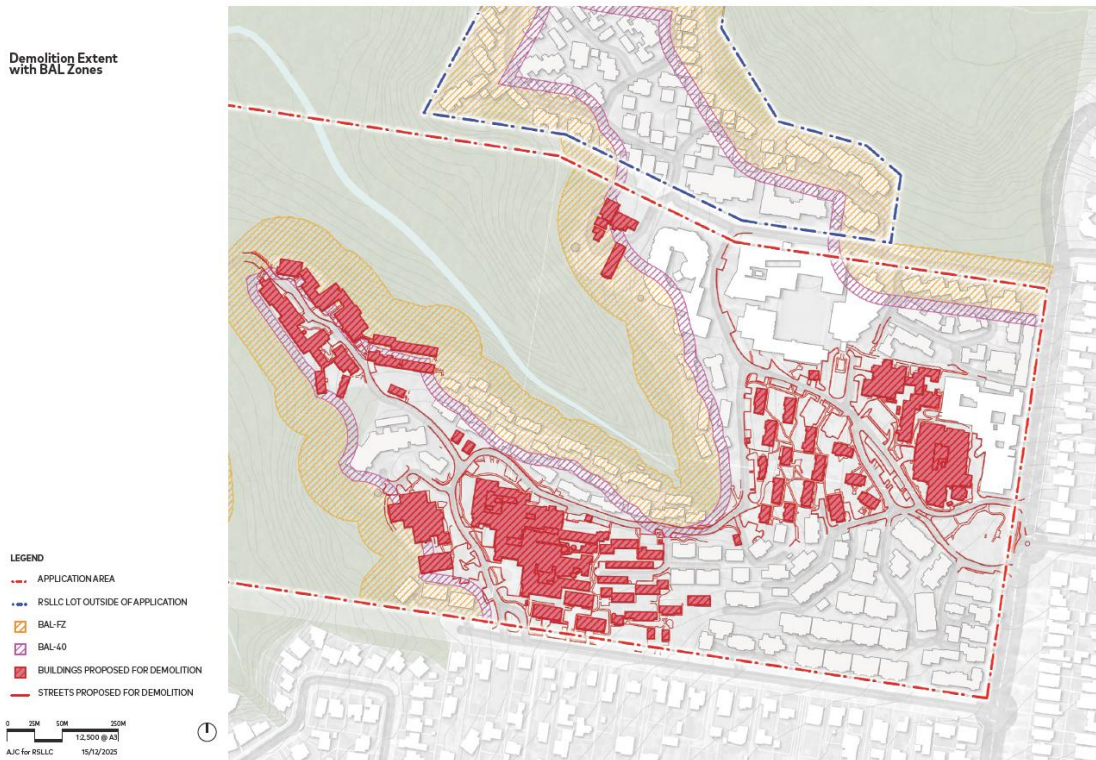 Demolition Extent
with BAL Zones
LEGEND
APPLICATION AREA
RSLLC LOT OUTSIDE OF APPLICATION
BAL-FZ
BAL-40
BUILDINGS PROPOSED FOR DEMOLITION
STREETS PROPOSED FOR DEMOLITION
0 25M 50M 250M
1:2,500 @ A3
AJC for RSLLC 15/12/2025